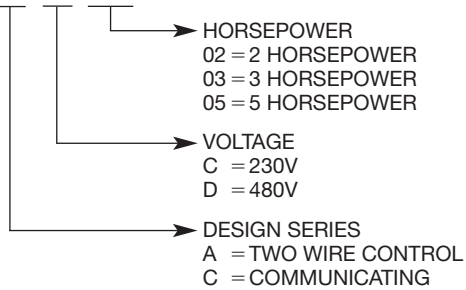 HORSEPOWER
02 = 2 HORSEPOWER
03 = 3 HORSEPOWER
05 = 5 HORSEPOWER
VOLTAGE
C = 230V
D = 480V
DESIGN SERIES
A = TWO WIRE CONTROL
C = COMMUNICATING